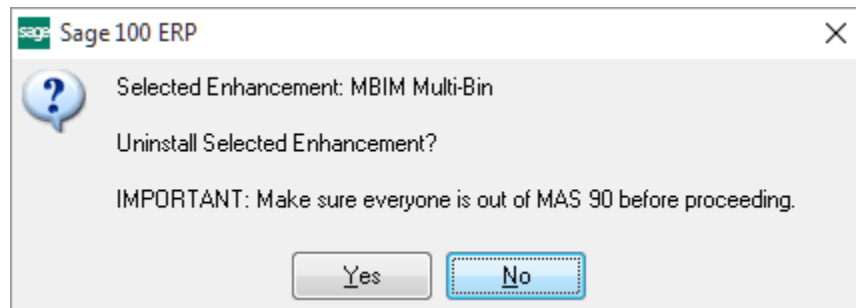 sage Sage 100 ERP
Selected Enhancement: MBIM Multi-Bin
Uninstall Selected Enhancement?
IMPORTANT: Make sure everyone is out of MAS 90 before proceeding.
Yes No